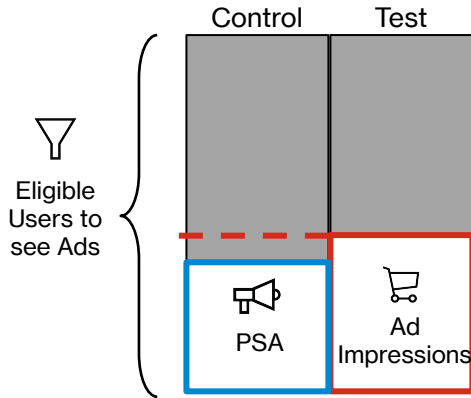 Control Test
Eligible
Users to
see Ads
PSA
Ad
Impressions